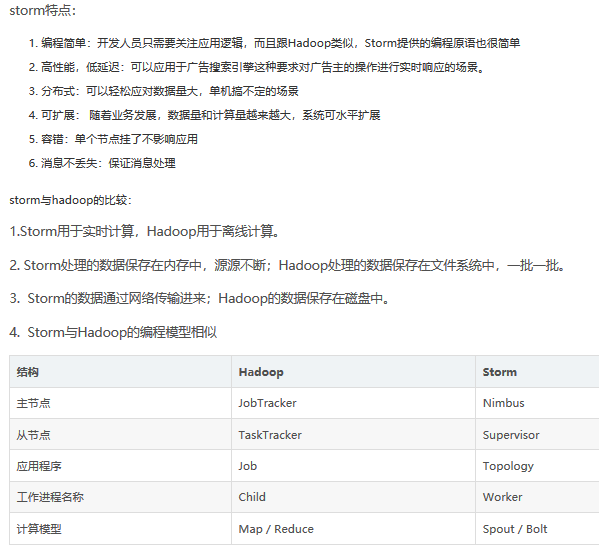 storm特点：
1. 编程简单：开发人员只需要关注应用逻辑，而且跟Hadoop类似，Storm提供的编程原语也很简单
2. 高性能，低延迟：可以应用于广告搜索引擎这种要求对广告主的操作进行实时响应的场景。
3. 分布式：可以轻松应对数据量大，单机搞不定的场景
4. 可扩展： 随着业务发展，数据量和计算量越来越大，系统可水平扩展
5. 容错：单个节点挂了不影响应用
6. 消息不丢失：保证消息处理
storm与hadoop的比较：
1.Storm用于实时计算，Hadoop用于离线计算。
2. Storm处理的数据保存在内存中，源源不断；Hadoop处理的数据保存在文件系统中，一批一批。
3. Storm的数据通过网络传输进来；Hadoop的数据保存在磁盘中。
4. Storm与Hadoop的编程模型相似
结构 Hadoop Storm
主节点 JobTracker Nimbus
从节点 TaskTracker Supervisor
应用程序 Job Topology
工作进程名称 Child Worker
计算模型 Map / Reduce Spout / Bolt